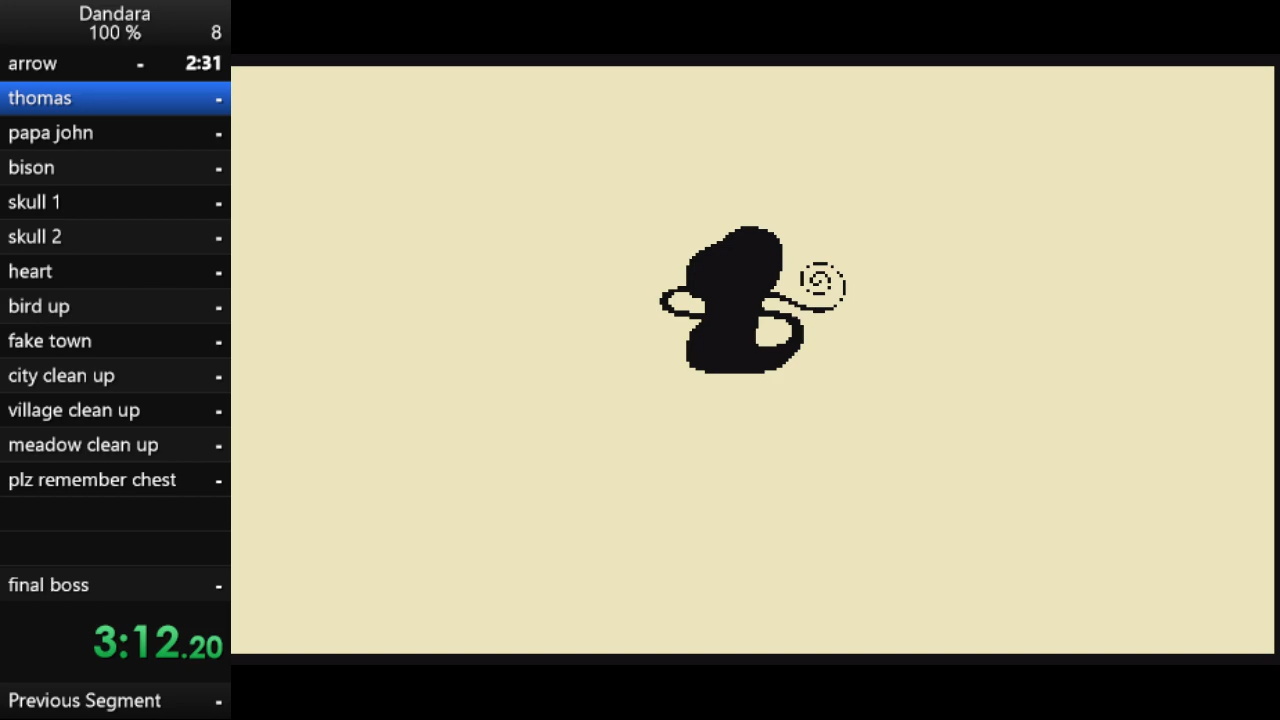 Dandara
100 % 8
arrow - 2:31
thomas -
papa john -
bison -
skull 1 -
skull 2 -
heart -
bird up -
fake town -
city clean up -
village clean up -
meadow clean up -
plz remember chest -
final boss -
3:12.20
Previous Segment -